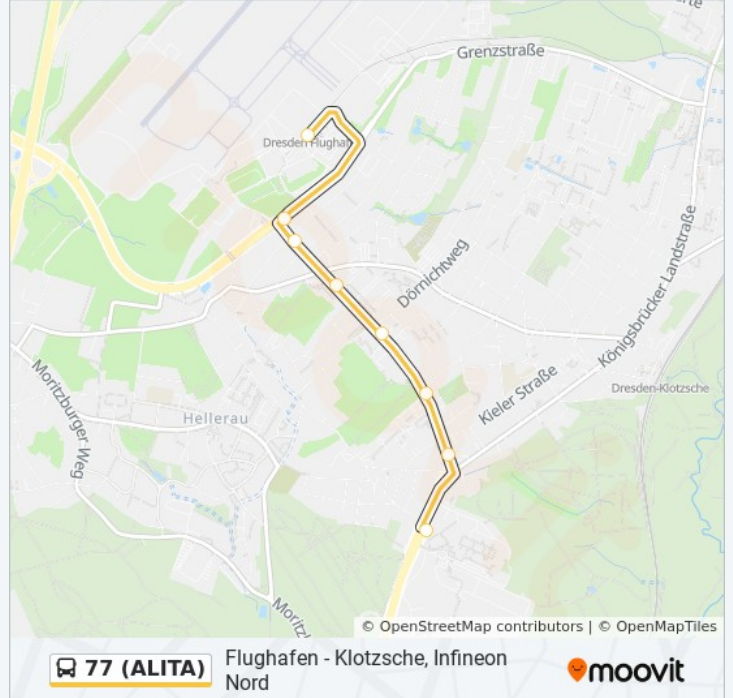 Grenzstraße
Dresden Flughaf
Dörnichtweg
Königsbrücker Landstraße
Moritzburger Weg
Kieler Straße
Dresden-Klotzsche
Hellerau
© OpenStreetMap contributors | © OpenMapTiles
77 (ALITA)
Flughafen - Klotzsche, Infineon
Nord
moovit